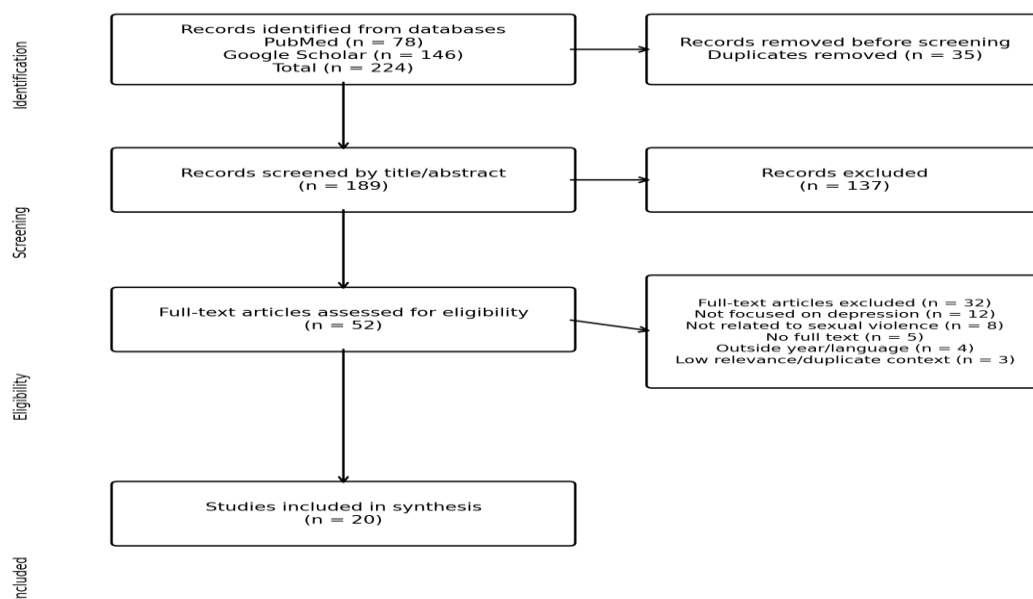 Identification
Records identified from databases
PubMed (n = 78)
Google Scholar (n = 146)
Total (n = 224)
Records removed before screening
Duplicates removed (n = 35)
Screening
Records screened by title/abstract
(n = 189)
Records excluded
(n = 137)
Eligibility
Full-text articles assessed for eligibility
(n = 52)
Full-text articles excluded (n = 32)
Not focused on depression (n = 12)
Not related to sexual violence (n = 8)
No full text (n = 5)
Outside year/language (n = 4)
Low relevance/duplicate context (n = 3)
ncluded
Studies included in synthesis
(n = 20)